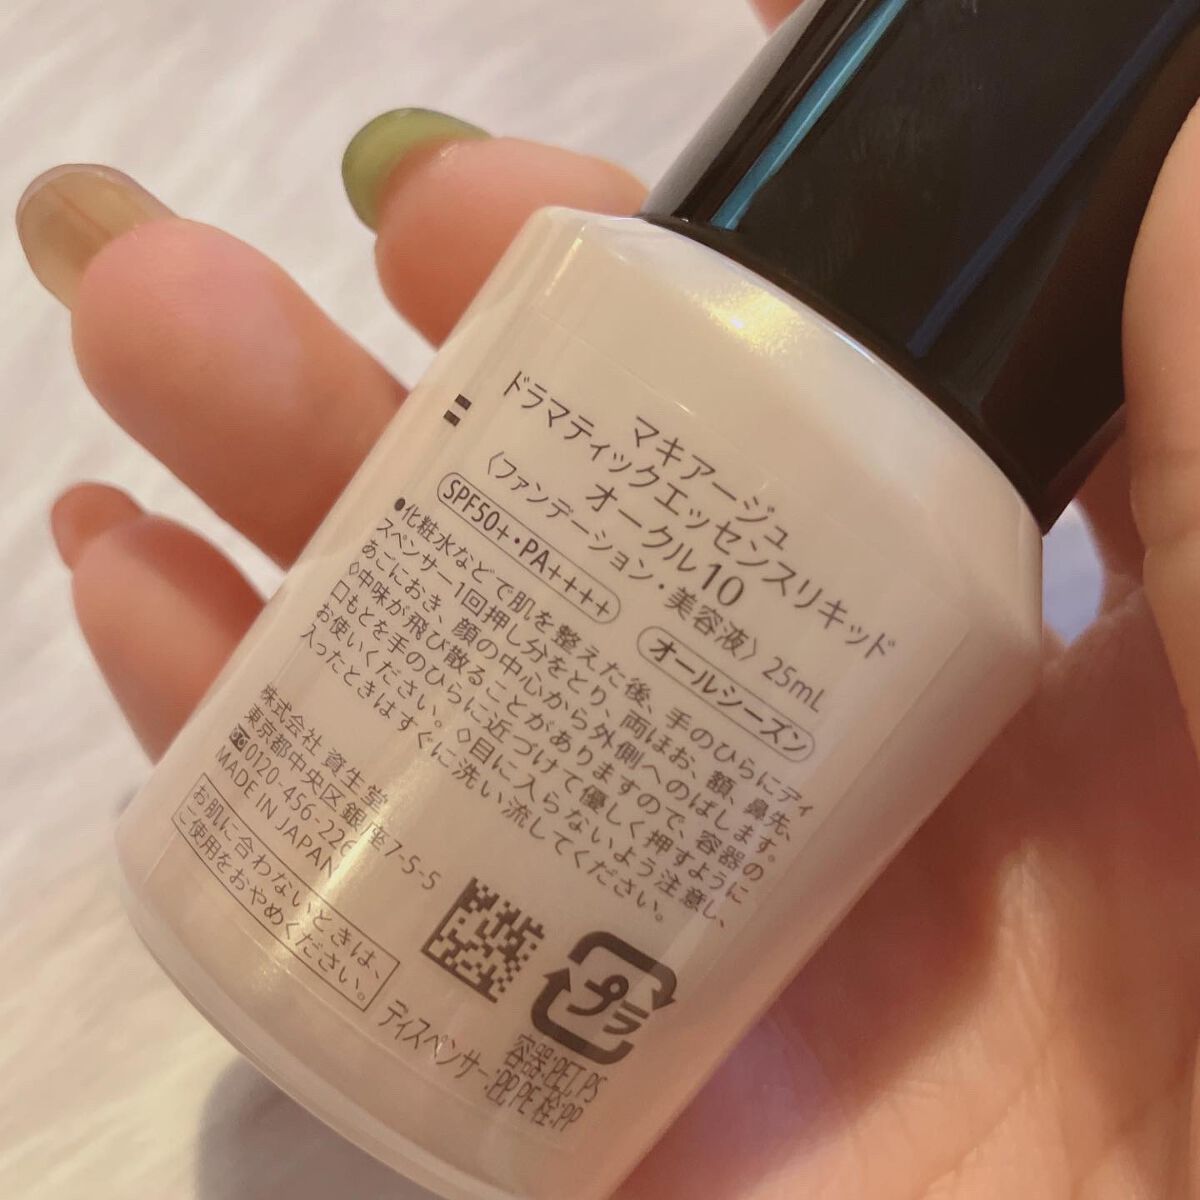 マキアージュ
ドラマティックエッセンスリキッド
オークル10
〈ファンデーション・美容液〉 25mL
SPF50+・PA++++ オールシーズン
●化粧水などで肌を整えた後、手のひらにディ
スペンサー1回押し分をとり、両ほお、額、鼻先、
あごにおき、顔の中心から外側へのばします。
◇中味が飛び散ることがありますので、容器の
口もとを手のひらに近づけて優しく押すように
お使いください。◇目に入らないよう注意し、
入ったときはすぐに洗い流してください。
株式会社 資生堂
東京都中央区銀座7-5-5
0120-456-226
MADE IN JAPAN
お肌に合わないときは、
ご使用をおやめください。
プラ
容器:PET,PS
ディスペンサー:PP,PE 栓:PP